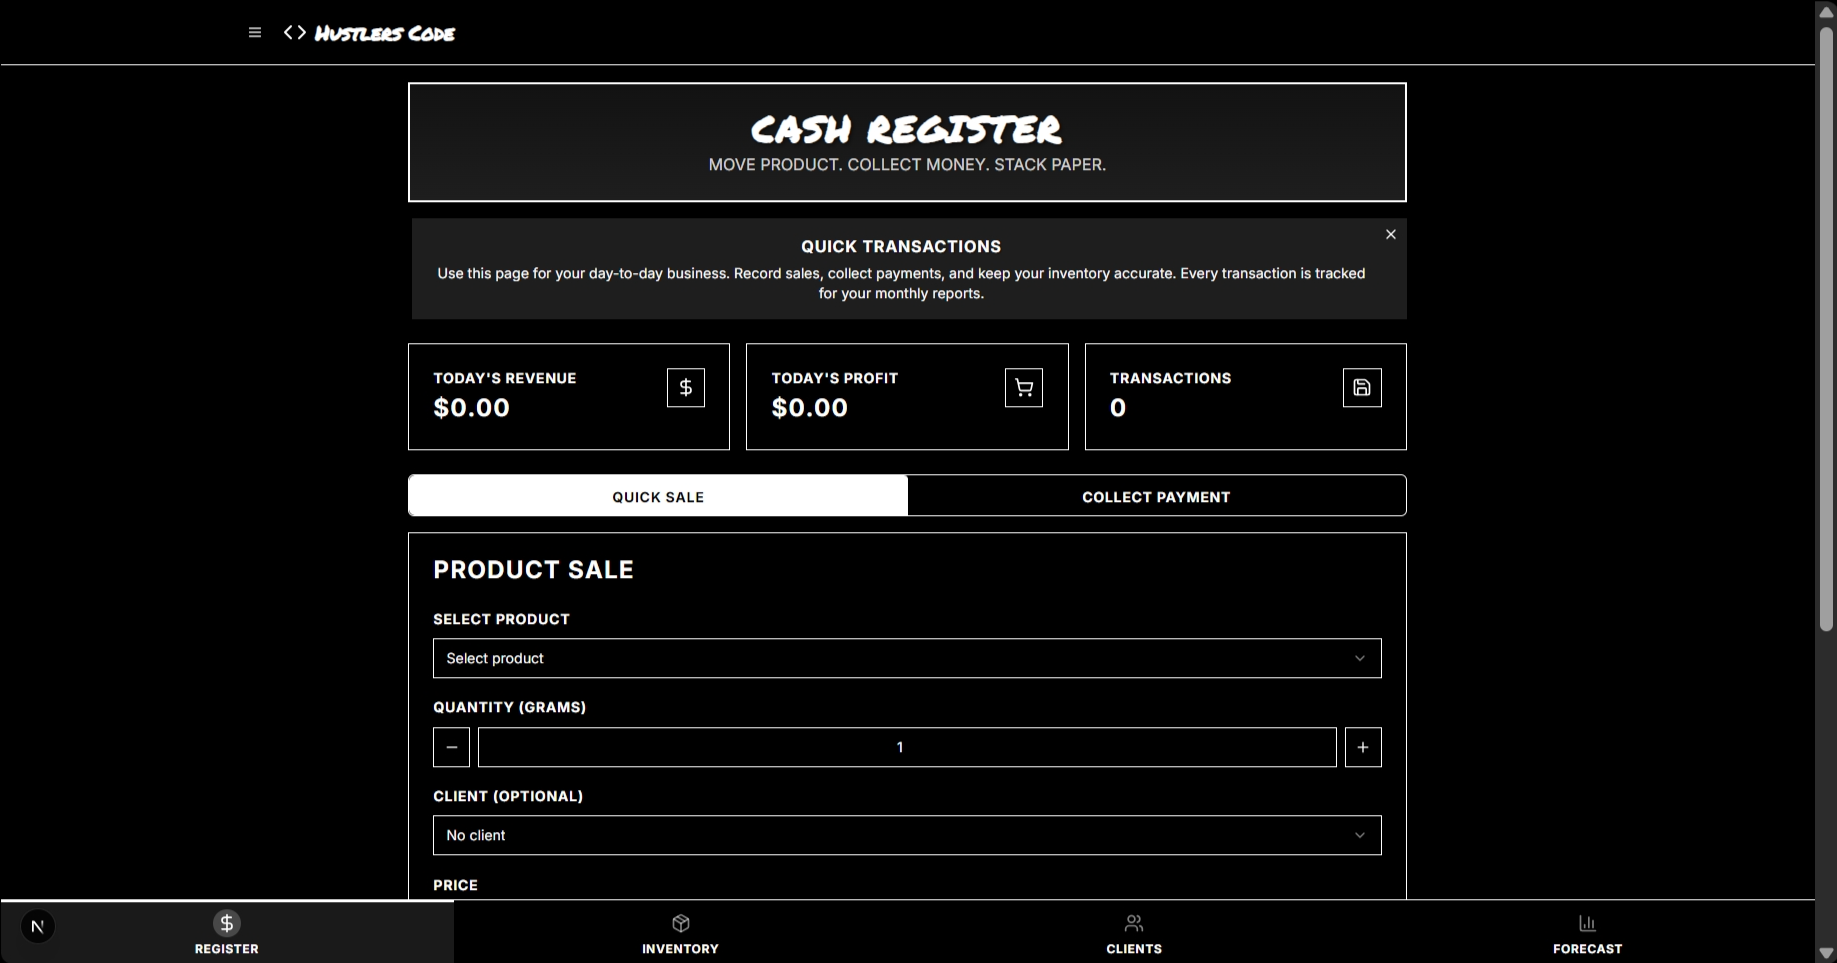 Hustlers Code
CASH REGISTER
MOVE PRODUCT. COLLECT MONEY. STACK PAPER.
QUICK TRANSACTIONS
Use this page for your day-to-day business. Record sales, collect payments, and keep your inventory accurate. Every transaction is tracked
for your monthly reports.
TODAY'S REVENUE
$0.00
TODAY'S PROFIT
$0.00
TRANSACTIONS
0
QUICK SALE
COLLECT PAYMENT
PRODUCT SALE
SELECT PRODUCT
Select product
QUANTITY (GRAMS)
1
CLIENT (OPTIONAL)
No client
PRICE
N
REGISTER
INVENTORY
CLIENTS
FORECAST